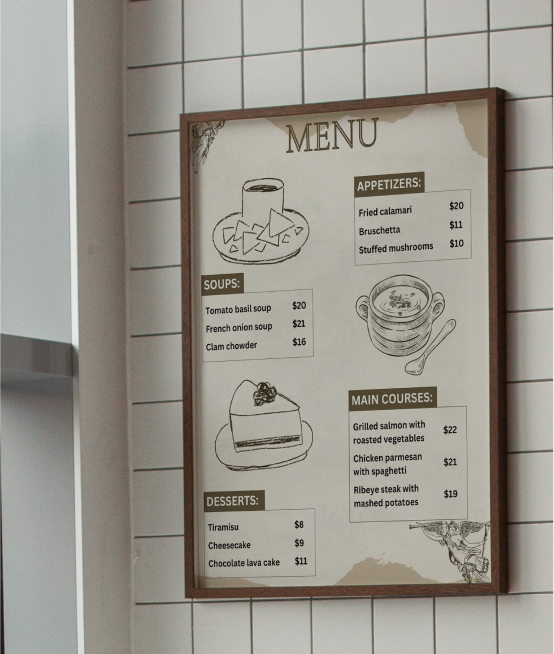 MENU
APPETIZERS:
Fried calamari $20
Bruschetta $11
Stuffed mushrooms $10
SOUPS:
Tomato basil soup $20
French onion soup $21
Clam chowder $16
MAIN COURSES:
Grilled salmon with
roasted vegetables $22
Chicken parmesan
with spaghetti $21
Ribeye steak with
mashed potatoes $19
DESSERTS:
Tiramisu $8
Cheesecake $9
Chocolate lava cake $11